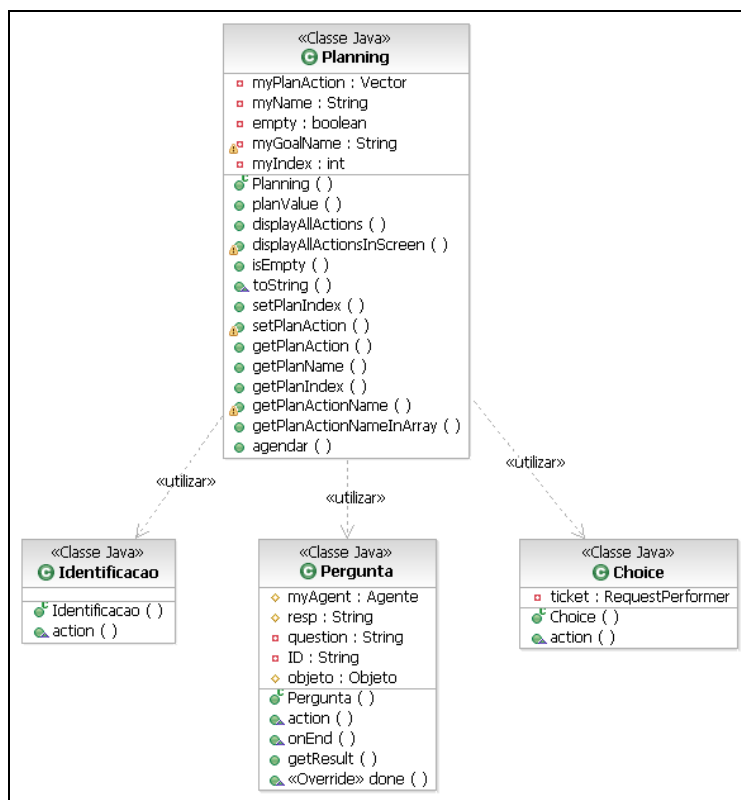 «Classe Java»
Planning
myPlanAction : Vector
myName : String
empty : boolean
myGoalName : String
myIndex : int
Planning ( )
planValue ( )
displayAllActions ( )
displayAllActionsInScreen ( )
isEmpty ( )
toString ( )
setPlanIndex ( )
setPlanAction ( )
getPlanAction ( )
getPlanName ( )
getPlanIndex ( )
getPlanActionName ( )
getPlanActionNameInArray ( )
agendar ( )
«utilizar»
«utilizar»
«utilizar»
«Classe Java»
Identificacao
Identificacao ( )
action ( )
«Classe Java»
Pergunta
myAgent : Agente
resp : String
question : String
ID : String
objeto : Objeto
Pergunta ( )
action ( )
onEnd ( )
getResult ( )
«Override» done ( )
«Classe Java»
Choice
ticket : RequestPerformer
Choice ( )
action ( )